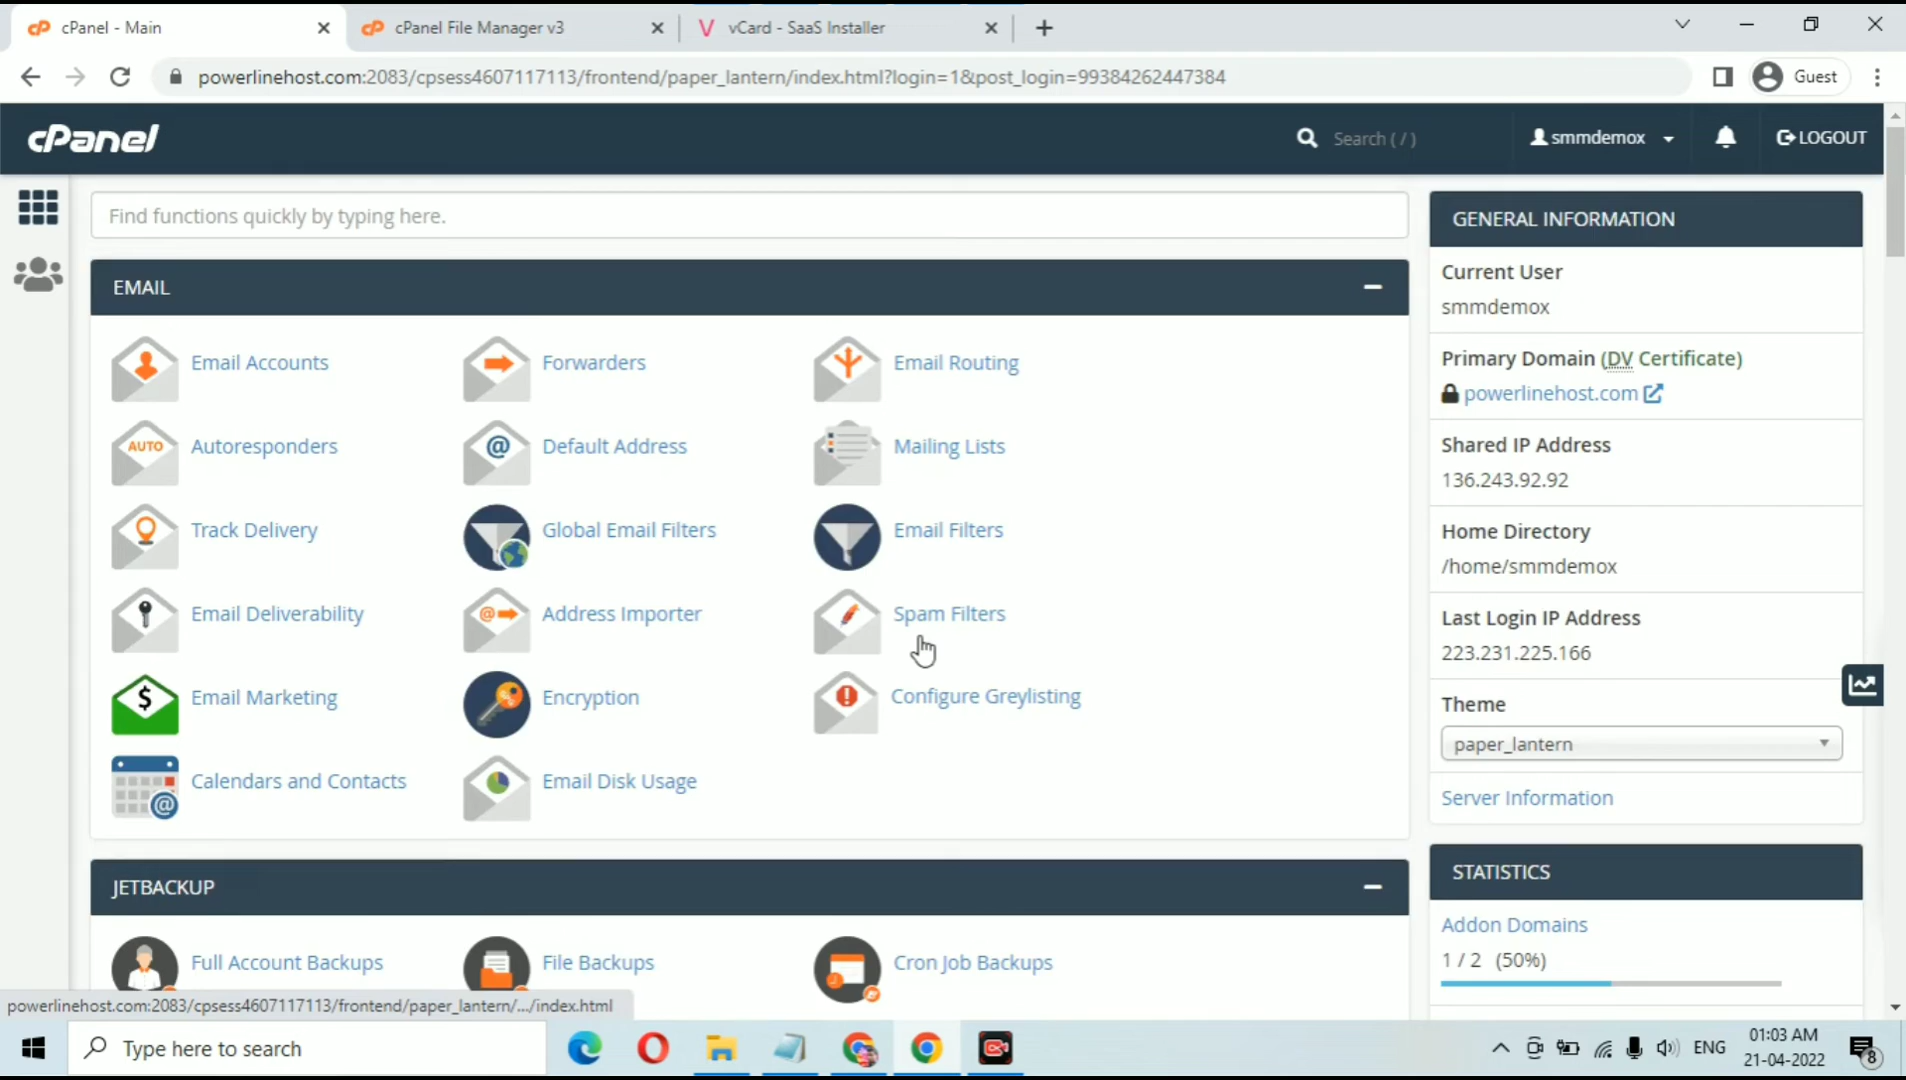 cPanel - Main
cPanel File Manager v3
vCard - SaaS Installer
powerlinehost.com:2083/cpsess4607117113/frontend/paper_lantern/index.html?login=1&post_login=99384262447384
Guest
cPanel
Search ( / )
smmdemox
LOGOUT
Find functions quickly by typing here.
EMAIL
Email Accounts
Forwarders
Email Routing
AUTO
Autoresponders
Default Address
Mailing Lists
Track Delivery
Global Email Filters
Email Filters
Email Deliverability
Address Importer
Spam Filters
Email Marketing
Encryption
Configure Greylisting
Calendars and Contacts
Email Disk Usage
JETBACKUP
Full Account Backups
File Backups
Cron Job Backups
GENERAL INFORMATION
Current User
smmdemox
Primary Domain (DV Certificate)
powerlinehost.com
Shared IP Address
136.243.92.92
Home Directory
/home/smmdemox
Last Login IP Address
223.231.225.166
Theme
paper_lantern
Server Information
STATISTICS
Addon Domains
1 / 2 (50%)
powerlinehost.com:2083/cpsess4607117113/frontend/paper_lantern/.../index.html
Type here to search
ENG
01:03 AM
21-04-2022
8